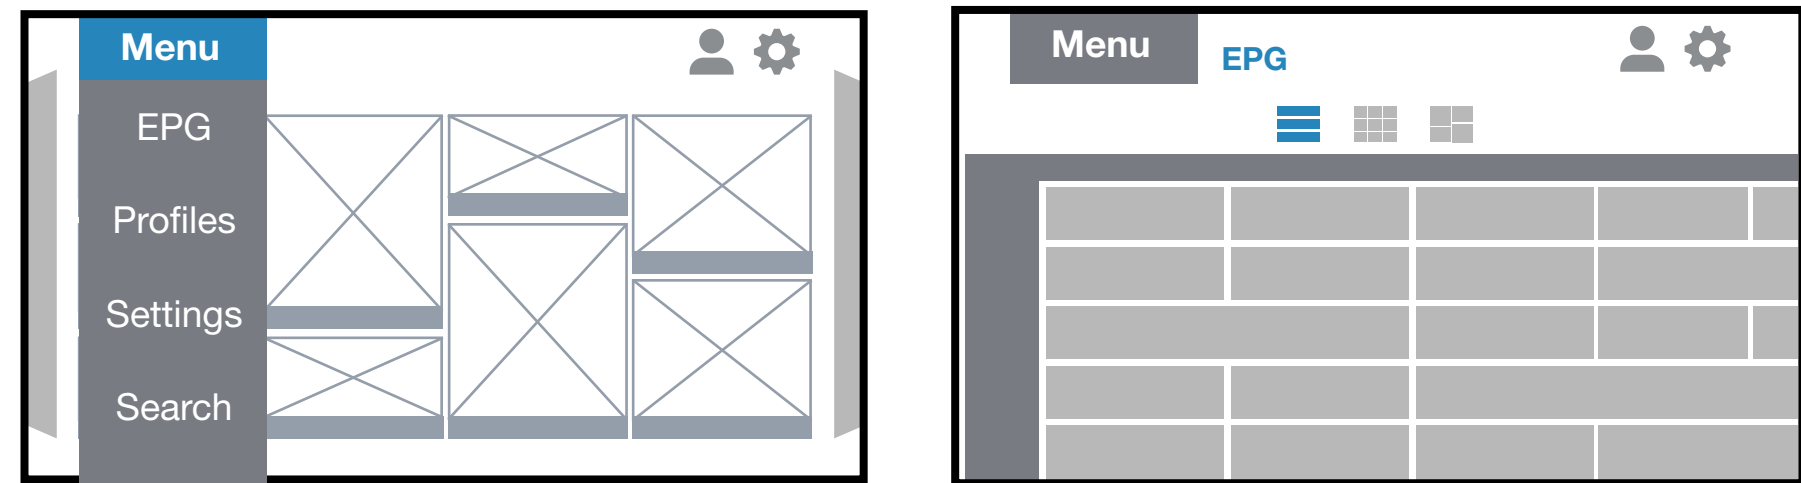 Menu
EPG
Profiles
Settings
Search
Menu
EPG